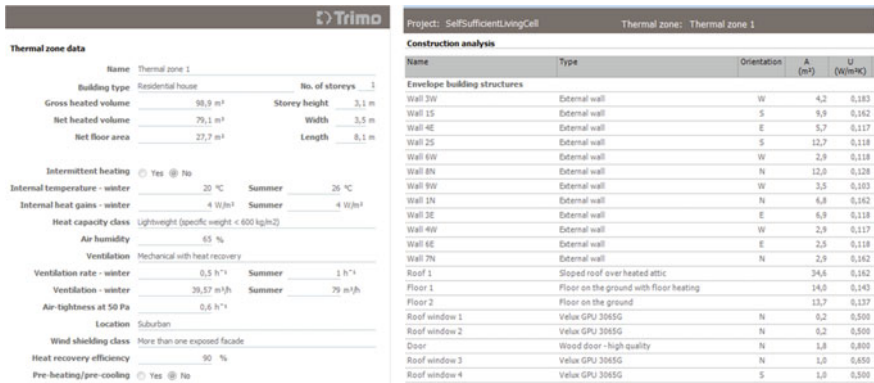 Trimo
Thermal zone data
Name Thermal zone 1
Building type Residential house No. of storeys 1
Gross heated volume 98,9 m³ Storey height 3,1 m
Net heated volume 79,1 m³ Width 3,5 m
Net floor area 27,7 m² Length 8,1 m
Intermittent heating Yes No
Internal temperature - winter 20 °C Summer 26 °C
Internal heat gains - winter 4 W/m² Summer 4 W/m²
Heat capacity class Lightweight (specific weight < 600 kg/m2)
Air humidity 65 %
Ventilation Mechanical with heat recovery
Ventilation rate - winter 0,5 h⁻¹ Summer 1 h⁻¹
Ventilation - winter 39,57 m³/h Summer 79 m³/h
Air-tightness at 50 Pa 0,6 h⁻¹
Location Suburban
Wind shielding class More than one exposed facade
Heat recovery efficiency 90 %
Pre-heating/pre-cooling Yes No
Project: SelfSufficientLivingCell Thermal zone: Thermal zone 1
Construction analysis
Name Type Orientation A (m²) U (W/m²K)
Envelope building structures
Wall 3W External wall W 4,2 0,183
Wall 1S External wall S 9,9 0,162
Wall 4E External wall E 5,7 0,117
Wall 2S External wall S 12,7 0,118
Wall 6W External wall W 2,9 0,118
Wall 8N External wall N 12,0 0,128
Wall 9W External wall W 3,5 0,103
Wall 1N External wall N 6,8 0,162
Wall 3E External wall E 6,9 0,118
Wall 4W External wall W 2,9 0,117
Wall 6E External wall E 2,5 0,118
Wall 7N External wall N 2,9 0,162
Roof 1 Sloped roof over heated attic 34,6 0,162
Floor 1 Floor on the ground with floor heating 14,0 0,143
Floor 2 Floor on the ground 13,7 0,137
Roof window 1 Velux GPU 3065G N 0,2 0,500
Roof window 2 Velux GPU 3065G N 0,2 0,500
Door Wood door - high quality N 1,8 0,800
Roof window 3 Velux GPU 3065G N 1,0 0,650
Roof window 4 Velux GPU 3065G S 1,0 0,500